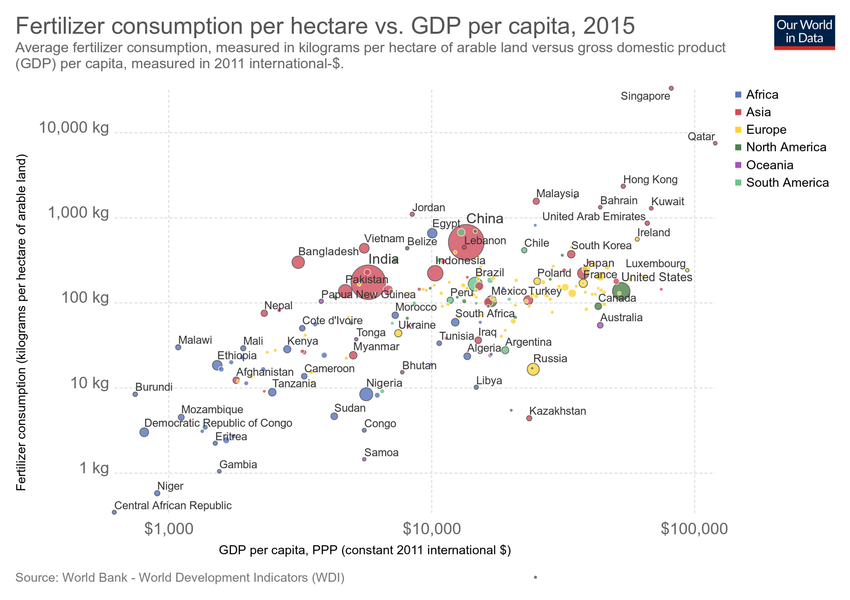 Fertilizer consumption per hectare vs. GDP per capita, 2015
Average fertilizer consumption, measured in kilograms per hectare of arable land versus gross domestic product
(GDP) per capita, measured in 2011 international-$.
Our World
in Data
Singapore
Africa
Asia
10,000 kg
Europe
Qatar
North America
Oceania
Hong Kong
South America
Malaysia
Bahrain
Kuwait
Jordan
1,000 kg
China
United Arab Emirates
Egypt
Ireland
Vietnam
Belize
Lebanon
Chile
South Korea
Bangladesh
India
Indonesia
Japan
Luxembourg
Pakistan
Brazil
Poland
France
United States
Papua New Guinea
Peru
Mexico
Turkey
100 kg
Canada
Nepal
Morocco
South Africa
Cote d'Ivoire
Ukraine
Australia
Malawi
Mali
Kenya
Tonga
Tunisia
Iraq
Myanmar
Algeria
Argentina
Ethiopia
Afghanistan
Cameroon
Bhutan
Russia
10 kg
Burundi
Tanzania
Nigeria
Libya
Mozambique
Sudan
Kazakhstan
Democratic Republic of Congo
Congo
Eritrea
Samoa
1 kg
Gambia
Niger
Central African Republic
Fertilizer consumption (kilograms per hectare of arable land)
$1,000
$10,000
$100,000
GDP per capita, PPP (constant 2011 international $)
Source: World Bank - World Development Indicators (WDI)